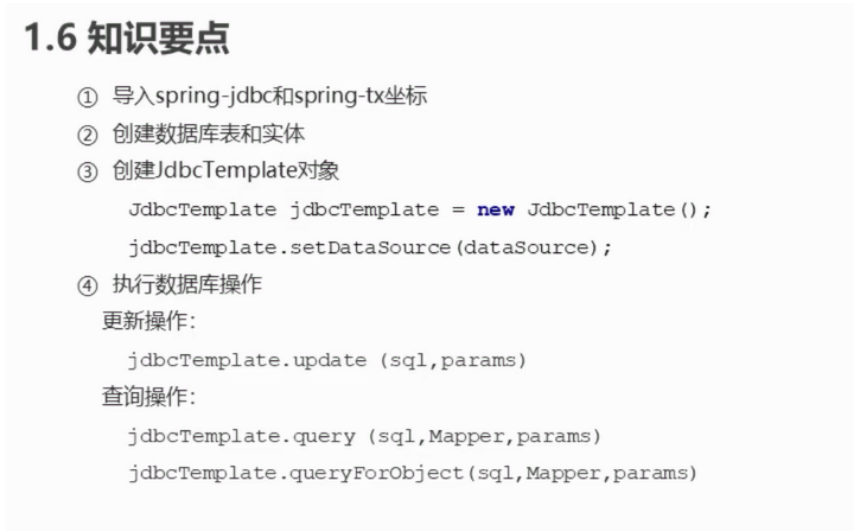 1.6 知识要点
① 导入spring-jdbc和spring-tx坐标
② 创建数据库表和实体
③ 创建JdbcTemplate对象
JdbcTemplate jdbcTemplate = new JdbcTemplate();
jdbcTemplate.setDataSource(dataSource);
④ 执行数据库操作
更新操作：
jdbcTemplate.update (sql,params)
查询操作：
jdbcTemplate.query (sql,Mapper,params)
jdbcTemplate.queryForObject(sql,Mapper,params)